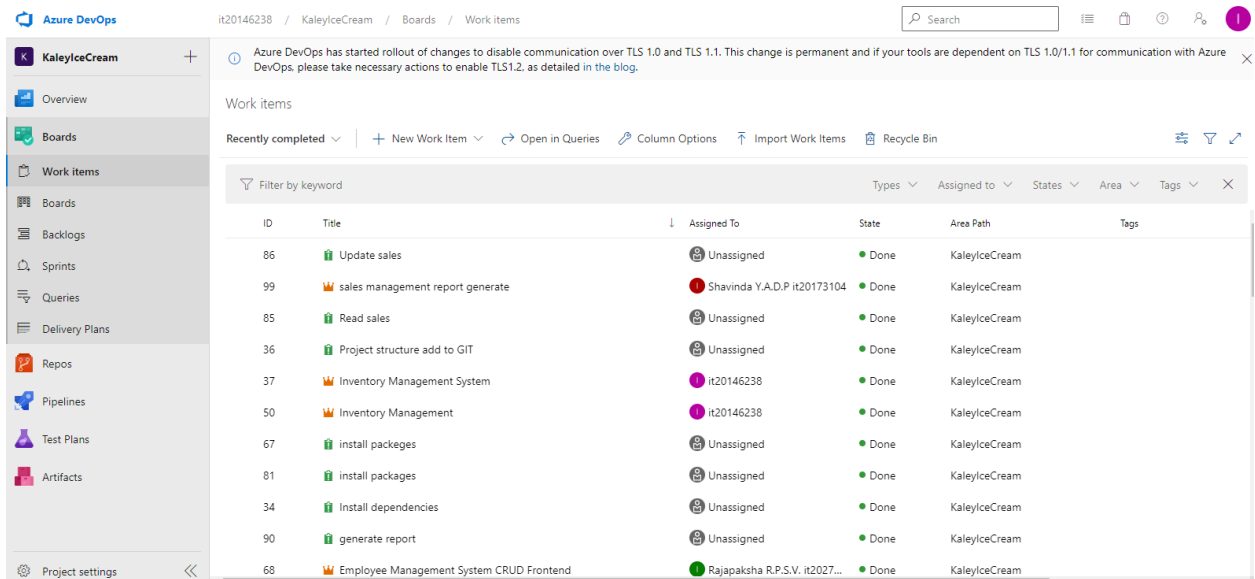 Azure DevOps
it20146238 / KaleyIceCream / Boards / Work items
Search
I
K KaleyIceCream
Azure DevOps has started rollout of changes to disable communication over TLS 1.0 and TLS 1.1. This change is permanent and if your tools are dependent on TLS 1.0/1.1 for communication with Azure
DevOps, please take necessary actions to enable TLS1.2, as detailed in the blog.
Overview
Boards
Work items
Boards
Backlogs
Sprints
Queries
Delivery Plans
Repos
Pipelines
Test Plans
Artifacts
Project settings
Work items
Recently completed New Work Item Open in Queries Column Options Import Work Items Recycle Bin
Filter by keyword Types Assigned to States Area Tags
ID Title ↓ Assigned To State Area Path Tags
86 Update sales Unassigned Done KaleyIceCream
99 sales management report generate I Shavinda Y.A.D.P it20173104 Done KaleyIceCream
85 Read sales Unassigned Done KaleyIceCream
36 Project structure add to GIT Unassigned Done KaleyIceCream
37 Inventory Management System I it20146238 Done KaleyIceCream
50 Inventory Management I it20146238 Done KaleyIceCream
67 install packeges Unassigned Done KaleyIceCream
81 install packages Unassigned Done KaleyIceCream
34 Install dependencies Unassigned Done KaleyIceCream
90 generate report Unassigned Done KaleyIceCream
68 Employee Management System CRUD Frontend I Rajapaksha R.P.S.V. it2027... Done KaleyIceCream